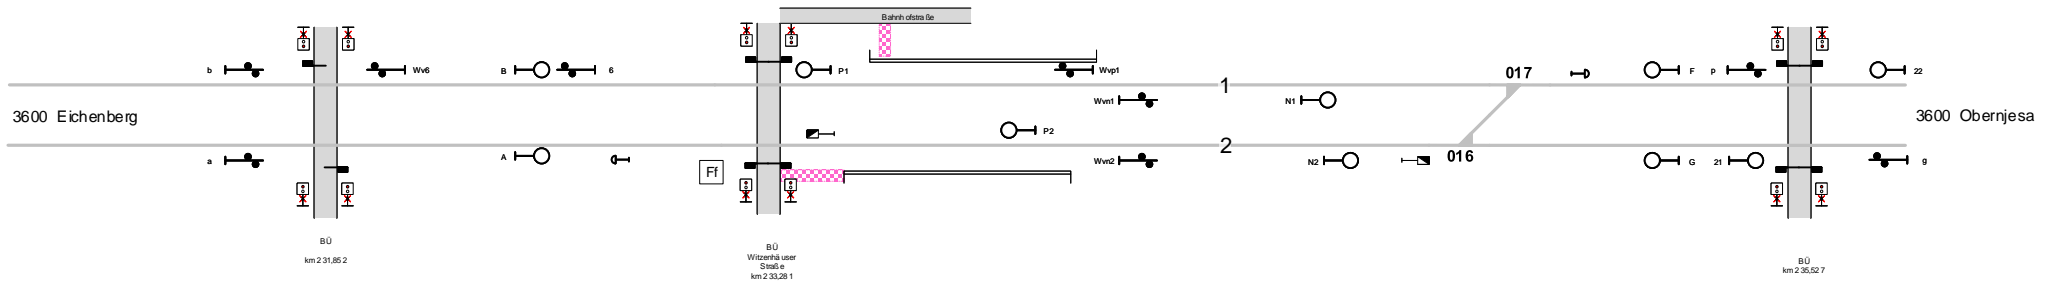 Bahnhofstraße
b
Wv6
B
6
P1
Wvp1
017
F
p
22
1
Wvn1
N1
3600 Eichenberg
3600 Obernjesa
P2
2
016
a
A
Ff
Wvn2
N2
G
21
g
BÜ
km 231,852
BÜ
Witzenhäuser
Straße
km 233,281
BÜ
km 235,527